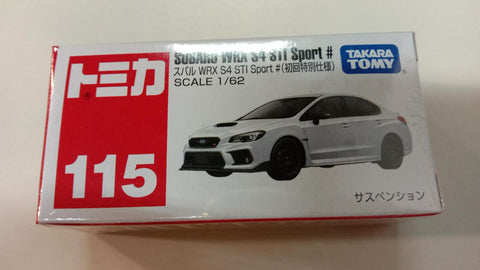 SUBARU WRX S4 STI Sport #
スバル WRX S4 STI Sport #(初回特別仕様)
SCALE 1/62
TAKARA
TOMY
トミカ
115
サスペンション